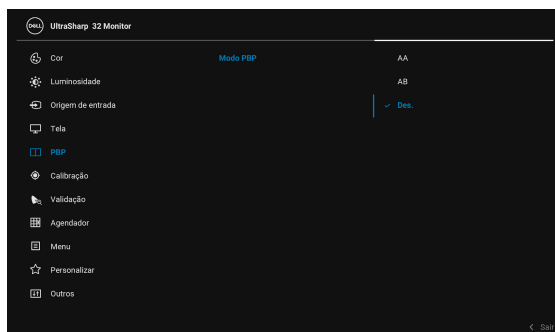 DELL UltraSharp 32 Monitor
Cor Modo PBP AA
Luminosidade AB
Origem de entrada Des.
Tela
PBP
Calibração
Validação
Agendador
Menu
Personalizar
Outros
Sair